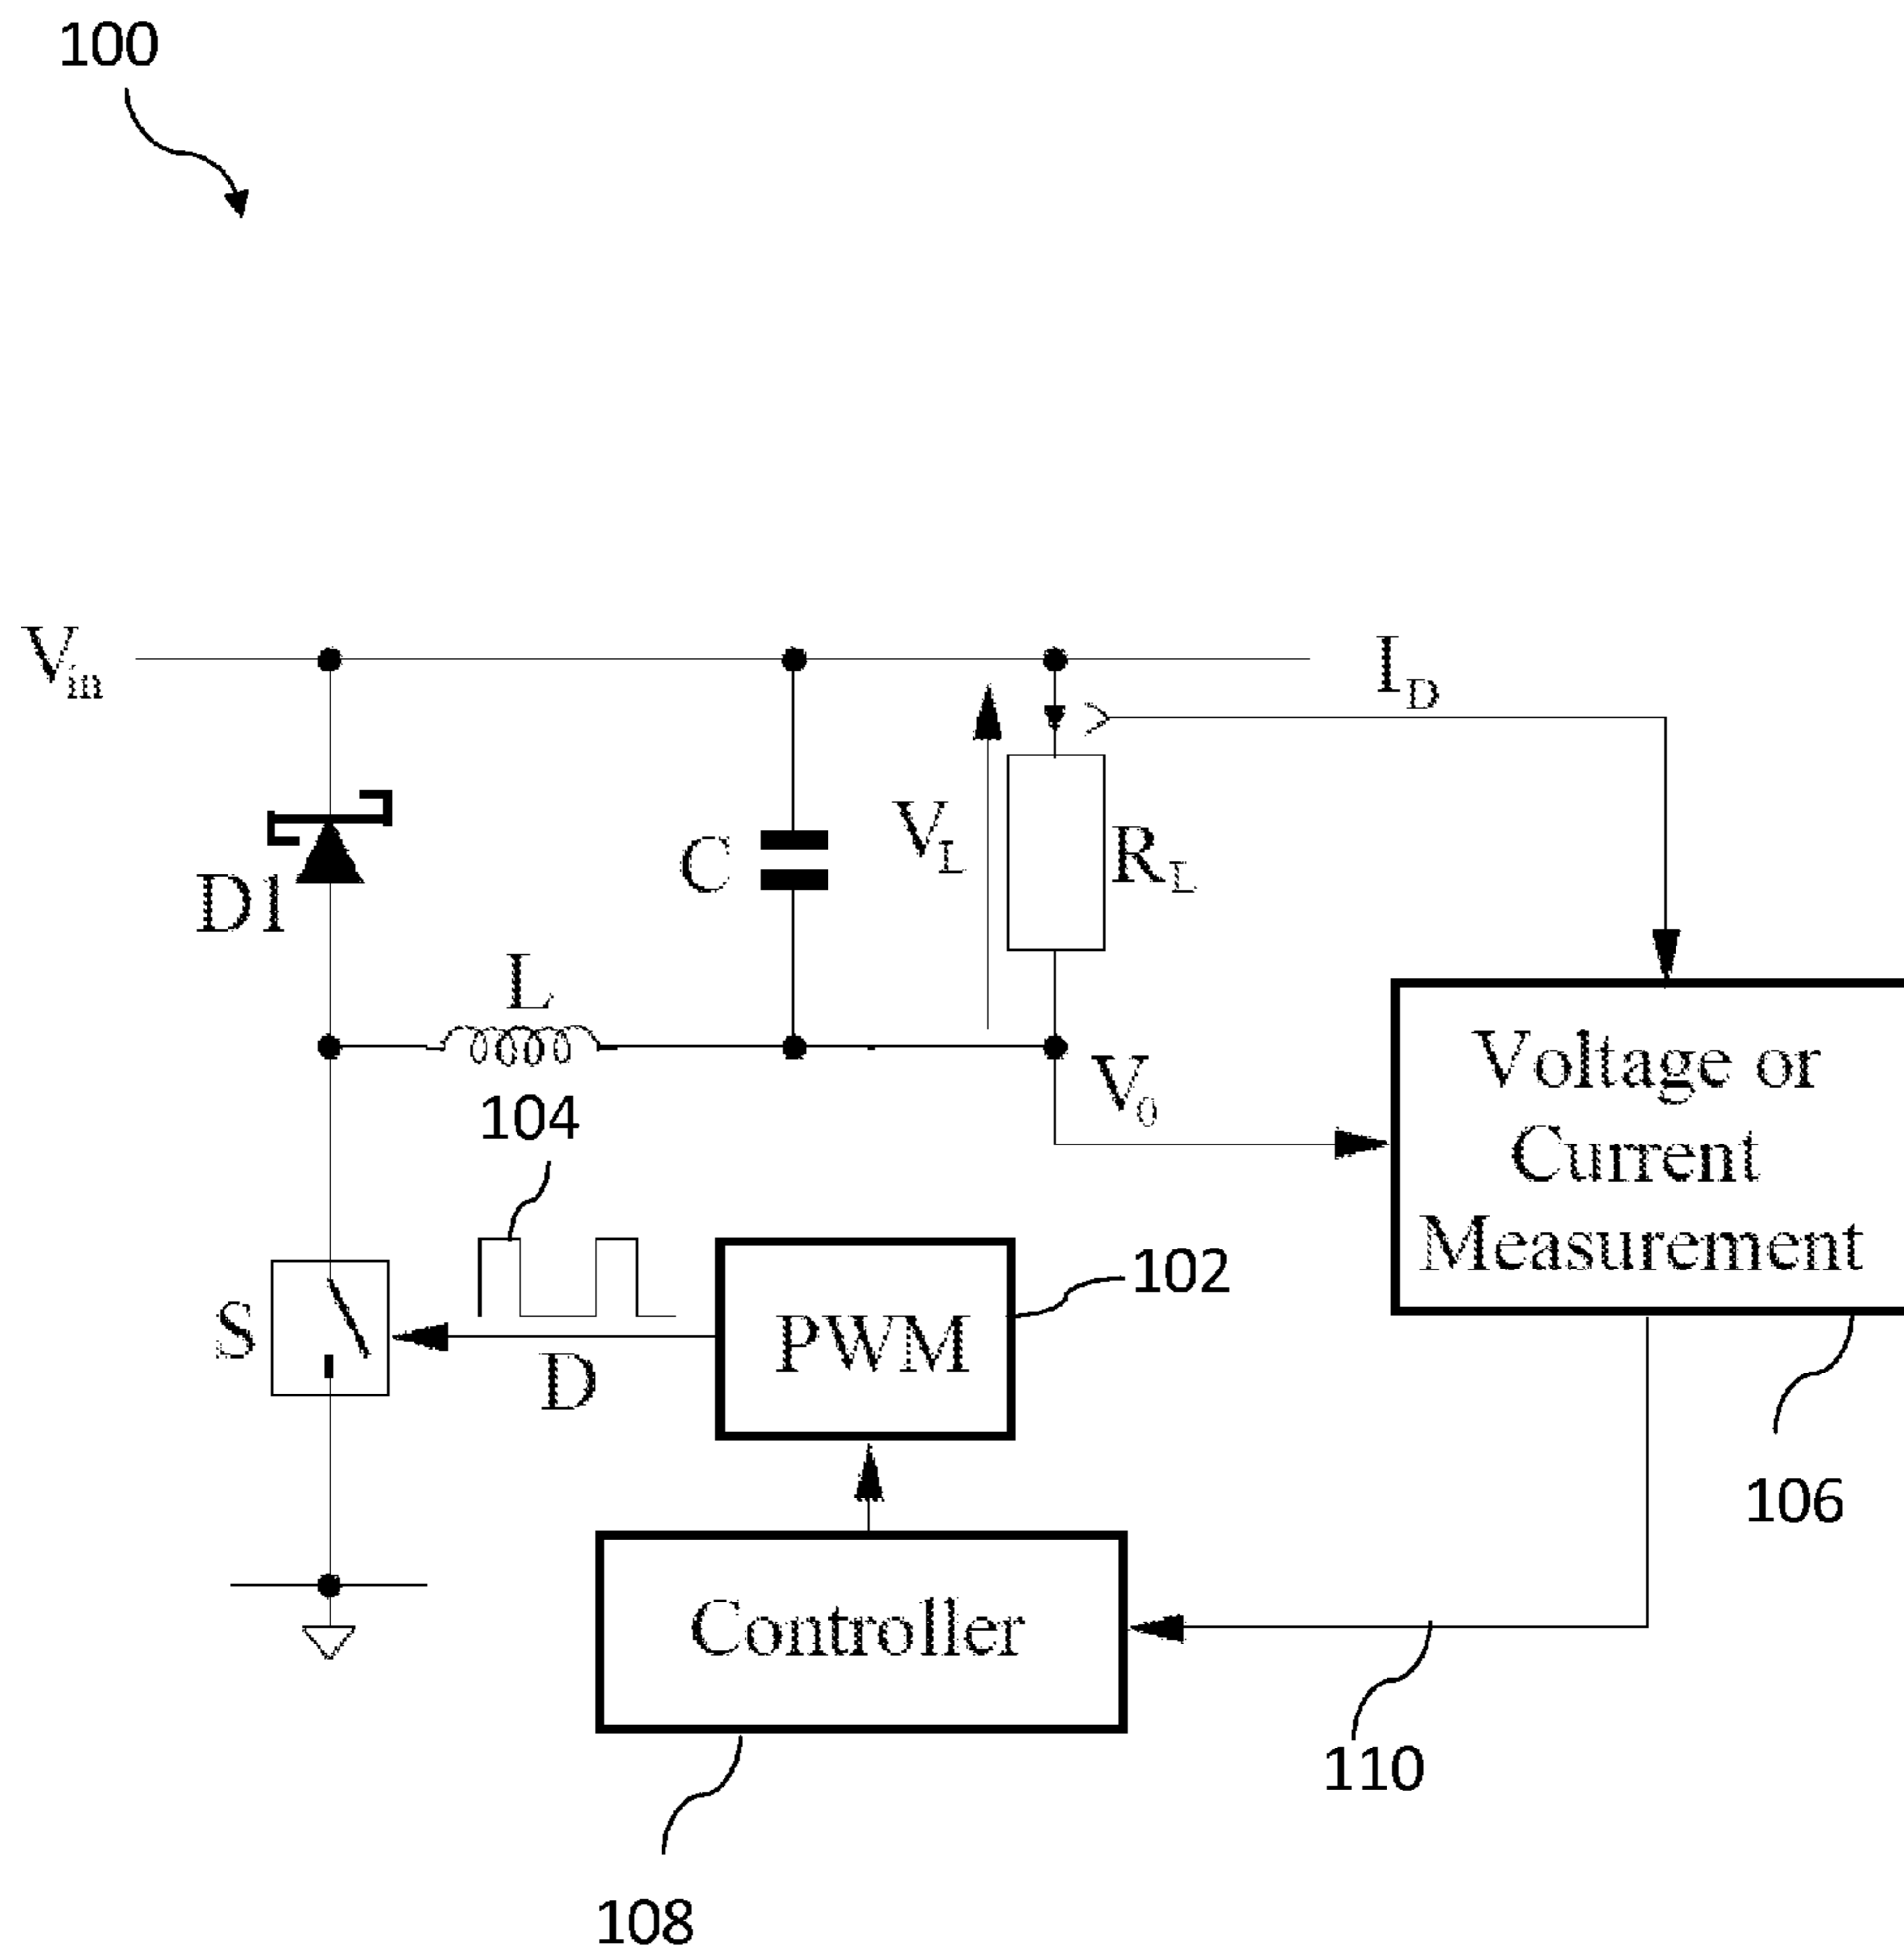 100
Vin
ID
D1
C
VL
RL
L
V0
104
Voltage or
Current
Measurement
S
D
PWM
102
106
Controller
110
108